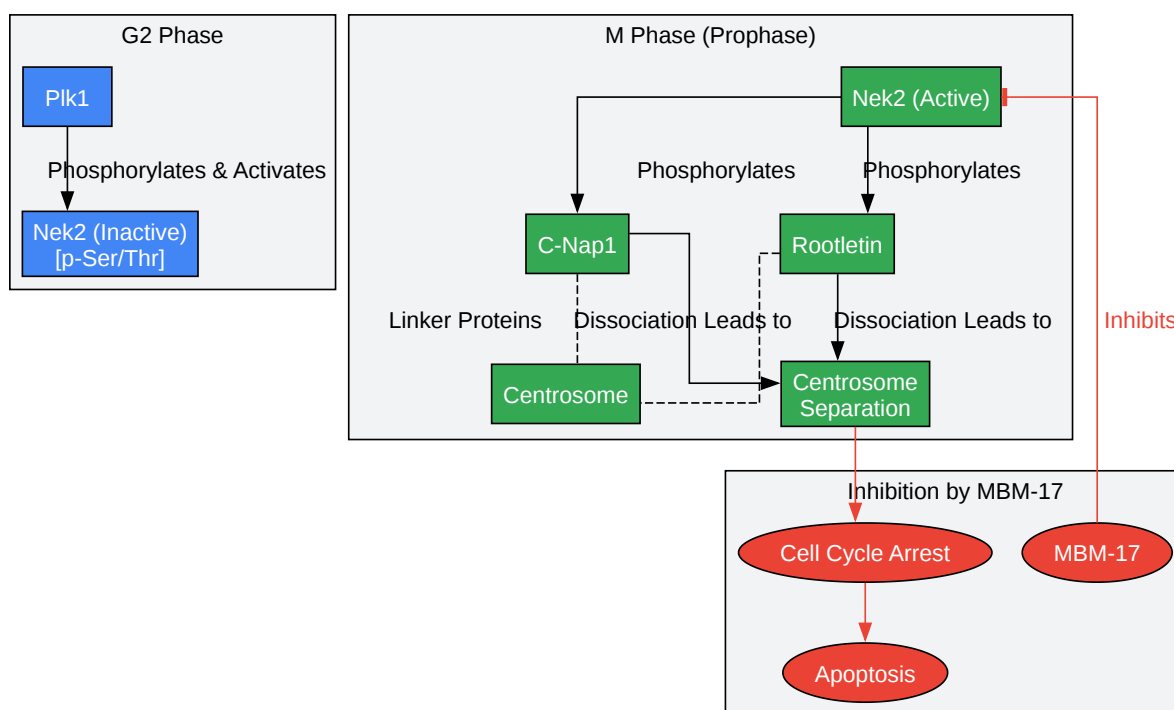 G2 Phase
Plk1
Phosphorylates & Activates
Nek2 (Inactive)
[p-Ser/Thr]
M Phase (Prophase)
Nek2 (Active)
Phosphorylates
Phosphorylates
C-Nap1
Rootletin
Linker Proteins
Dissociation Leads to
Dissociation Leads to
Inhibits
Centrosome
Centrosome
Separation
Inhibition by MBM-17
Cell Cycle Arrest
MBM-17
Apoptosis